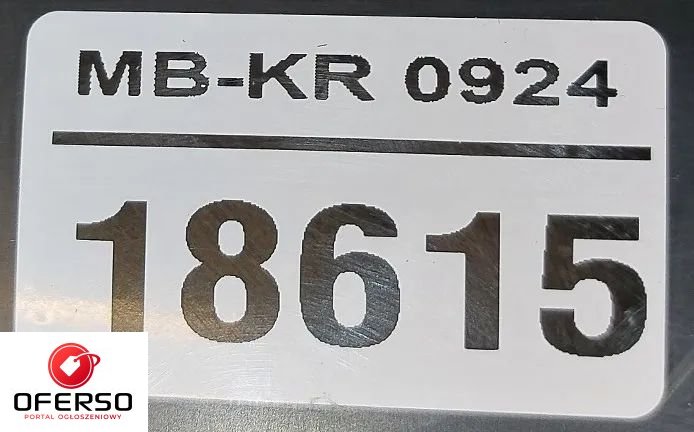 MB-KR 0924
18615
OFERSO
PORTAL OGŁOSZENIOWY